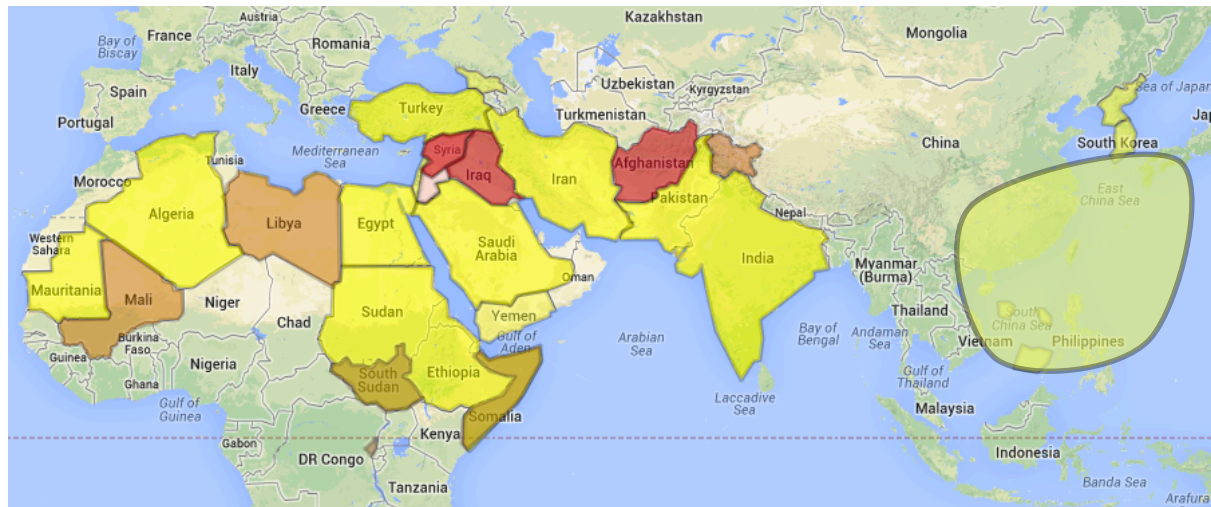 Austria
Kazakhstan
France
Mongolia
Bay of
Biscay
Romania
Italy
Uzbekistan
Kyrgyzstan
Spain
Greece
Turkey
Turkmenistan
Sea of Japan
Portugal
Jap
China
South Korea
Tunisia
Mediterranean
Sea
Syria
Afghanistan
Morocco
Iraq
Iran
Pakistan
East
China Sea
Algeria
Libya
Egypt
Nepal
Western
Sahara
Saudi
Arabia
India
Myanmar
(Burma)
Oman
Mauritania
Mali
Niger
Sudan
Yemen
Thailand
South
China Sea
Chad
Burkina
Faso
Gulf of
Aden
Arabian
Sea
Bay of
Bengal
Andaman
Sea
Vietnam
Philippines
Guinea
Nigeria
South
Sudan
Ethiopia
Ghana
Gulf of
Thailand
Laccadive
Sea
Gulf of
Guinea
Somalia
Malaysia
Kenya
Gabon
DR Congo
Indonesia
Tanzania
Banda Sea
Arafura